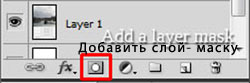 Layer 1
Add a layer mask
Добавить слой- маску
fx.